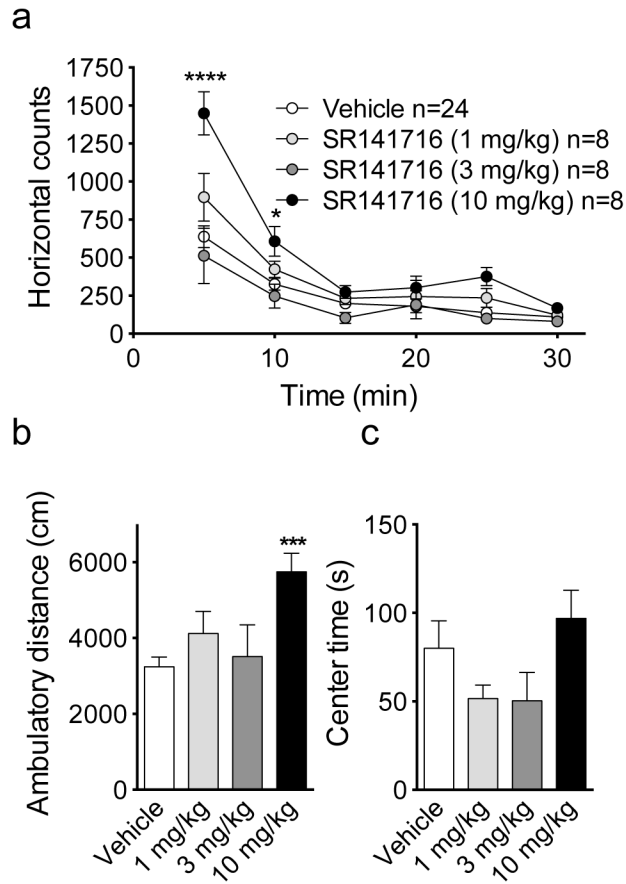 a
Horizontal counts
1750
1500
1250
1000
750
500
250
0
****
*
Vehicle n=24
SR141716 (1 mg/kg) n=8
SR141716 (3 mg/kg) n=8
SR141716 (10 mg/kg) n=8
0 10 20 30
Time (min)
b
Ambulatory distance (cm)
6000
4000
2000
0
***
Vehicle
1 mg/kg
3 mg/kg
10 mg/kg
c
Center time (s)
150
100
50
0
Vehicle
1 mg/kg
3 mg/kg
10 mg/kg